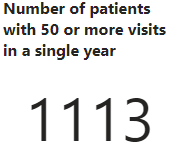 Number of patients
with 50 or more visits
in a single year
1113